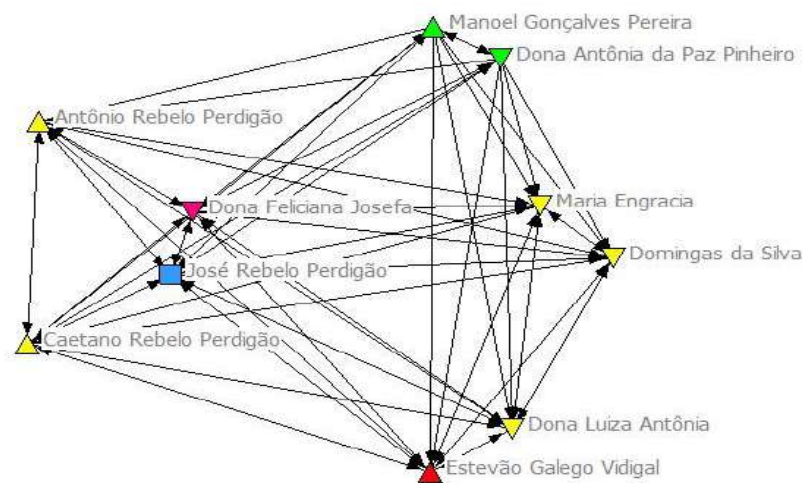 Manoel Gonçalves Pereira
Dona Antônia da Paz Pinheiro
Antônio Rebelo Perdigão
Dona Feliciana Josefa
Maria Engracia
Domingas da Silva
José Rebelo Perdigão
Caetano Rebelo Perdigão
Dona Luiza Antônia
Estevão Galego Vidigal